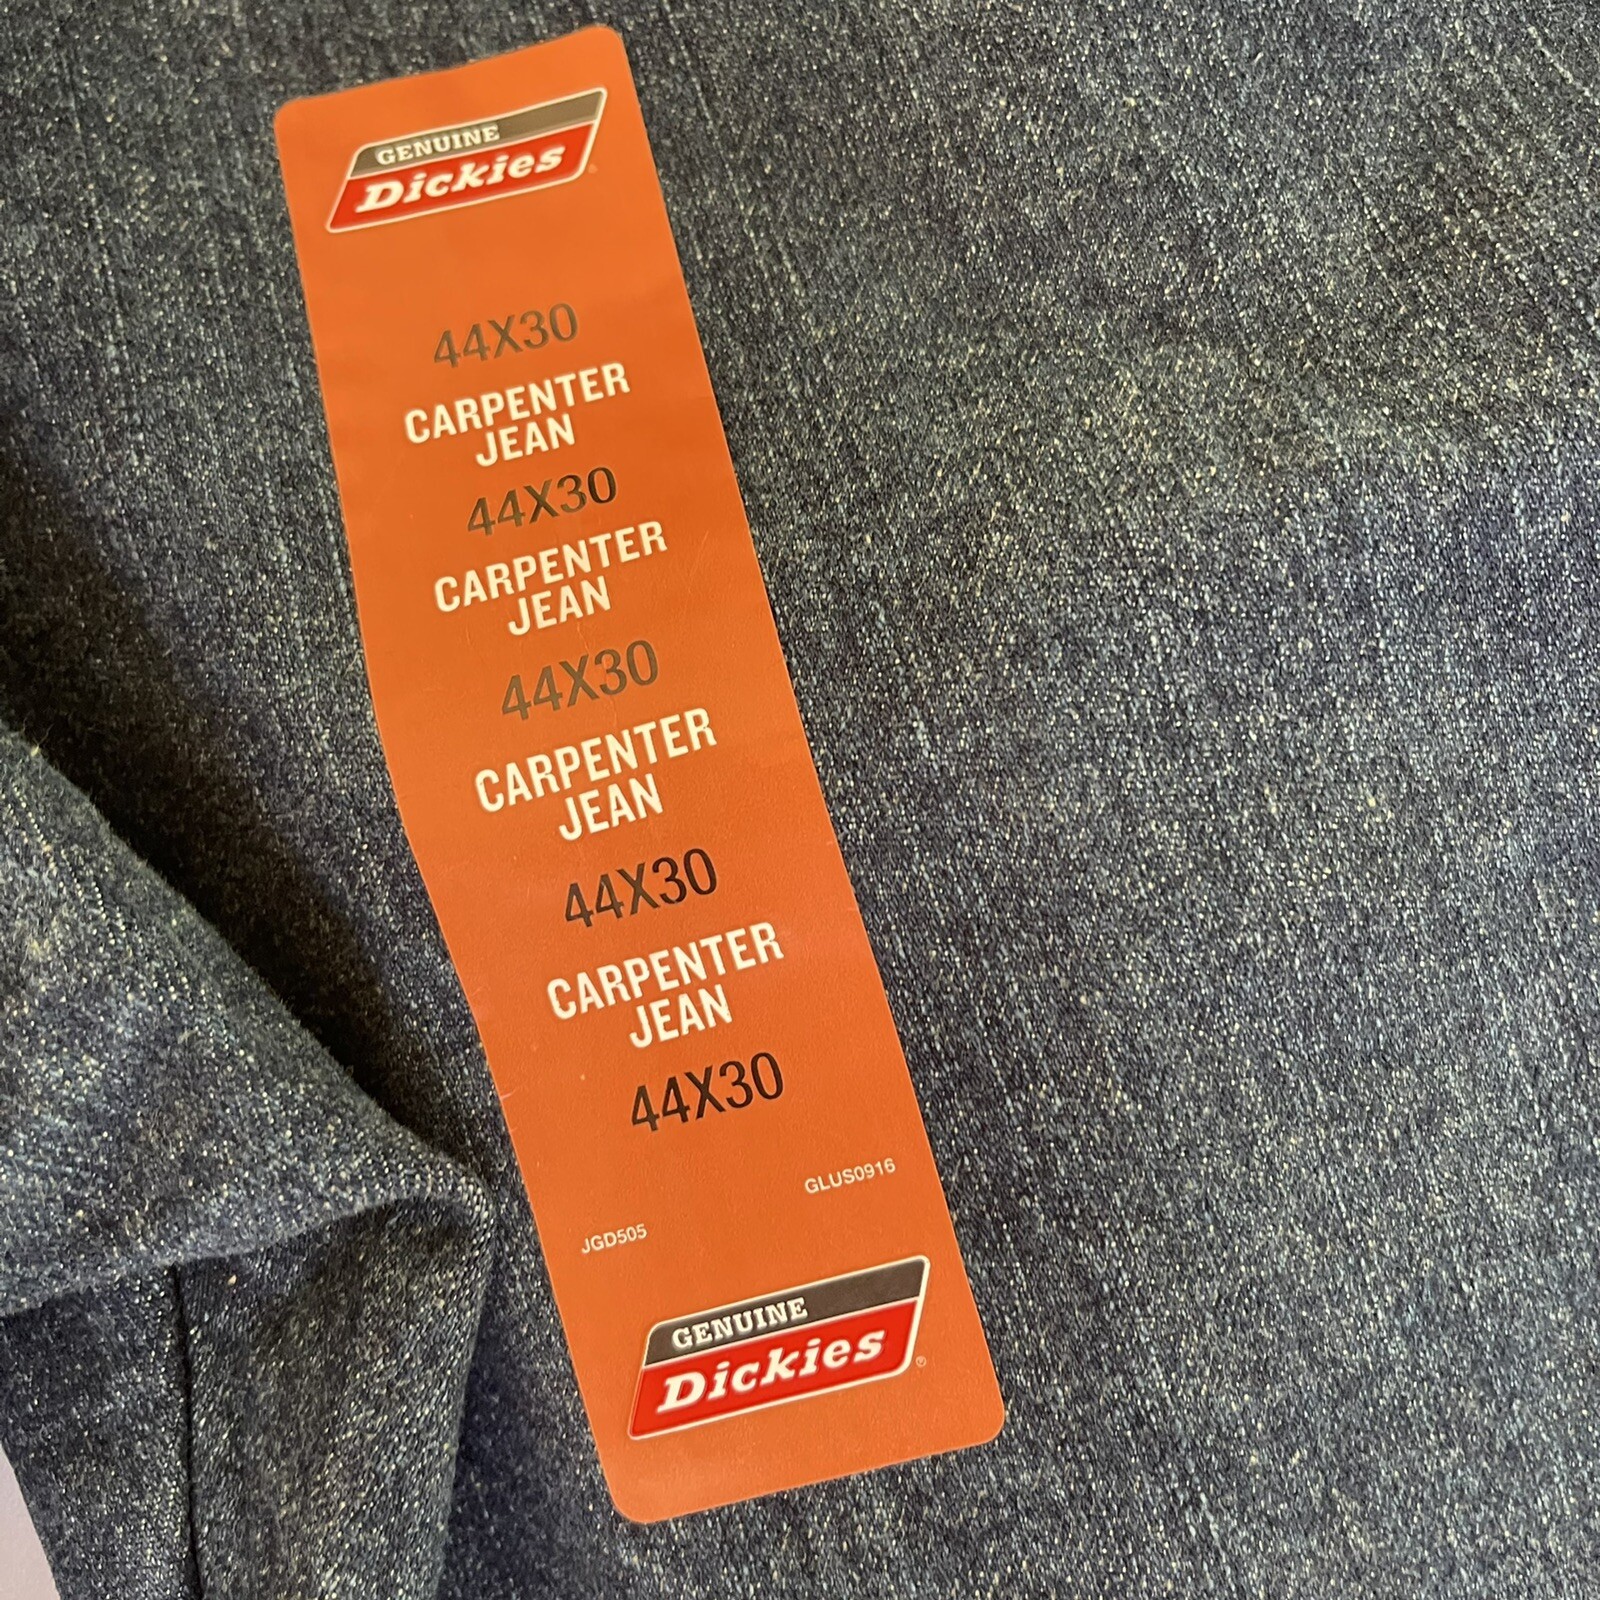 GENUINE
Dickies
44X30
CARPENTER
JEAN
44X30
CARPENTER
JEAN
44X30
CARPENTER
JEAN
44X30
CARPENTER
JEAN
44X30
GLUS0916
JGD505
GENUINE
Dickies®